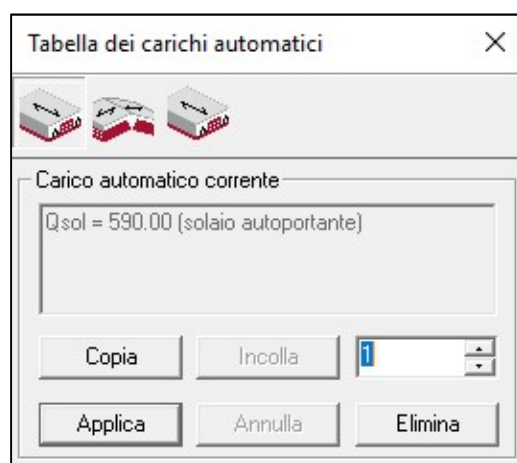 Tabella dei carichi automatici
Carico automatico corrente
Qsol = 590.00 (solaio autoportante)
Copia
Incolla
1
Applica
Annulla
Elimina